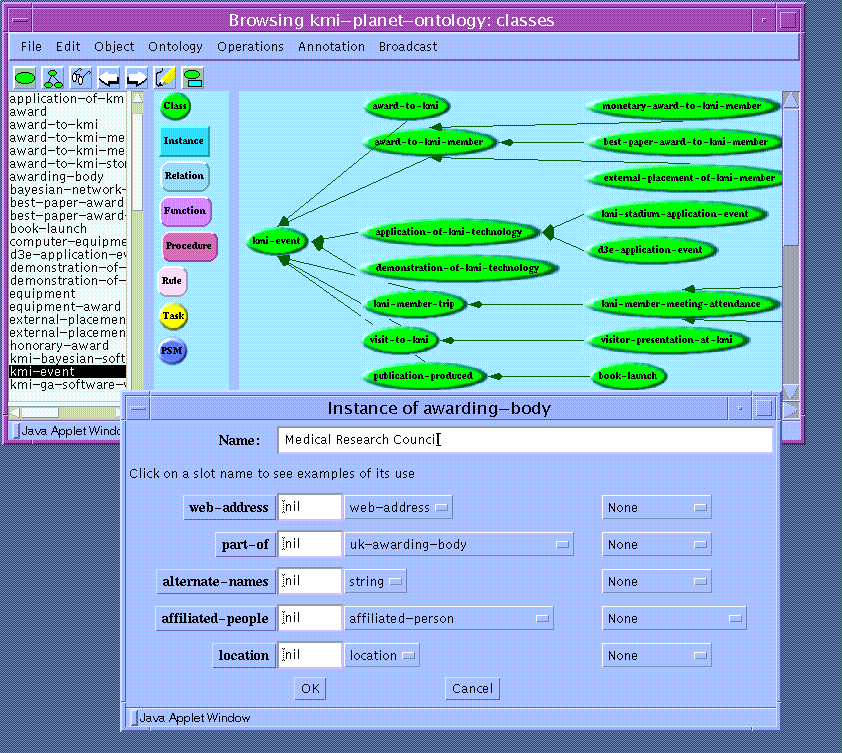 Browsing kmi-planet-ontology: classes
File Edit Object Ontology Operations Annotation Broadcast
application-of-km
award
award-to-kmi
award-to-kmi-me
award-to-kmi-me
award-to-kmi-sto
awarding-body
bayesian-network-
best-paper-award
best-paper-award-
book-launch
computer-equipme
d3e-application-ev
demonstration-of-
demonstration-of-
equipment
equipment-award
external-placemen
external-placemen
honorary-award
kmi-bayesian-soft
kmi-event
kmi-ga-software-v
Class
Instance
Relation
Function
Procedure
Rule
Task
PSM
award-to-kmi
monetary-award-to-kmi-member
award-to-kmi-member
best-paper-award-to-kmi-member
external-placement-of-kmi-member
kmi-stadium-application-event
kmi-event
application-of-kmi-technology
d3e-application-event
demonstration-of-kmi-technology
kmi-member-trip
kmi-member-meeting-attendance
visit-to-kmi
visitor-presentation-at-kmi
publication-produced
book-launch
Java Applet Windo
Instance of awarding-body
Name: Medical Research Council
Click on a slot name to see examples of its use
web-address nil web-address None
part-of nil uk-awarding-body None
alternate-names nil string None
affiliated-people nil affiliated-person None
location nil location None
OK Cancel
Java Applet Window